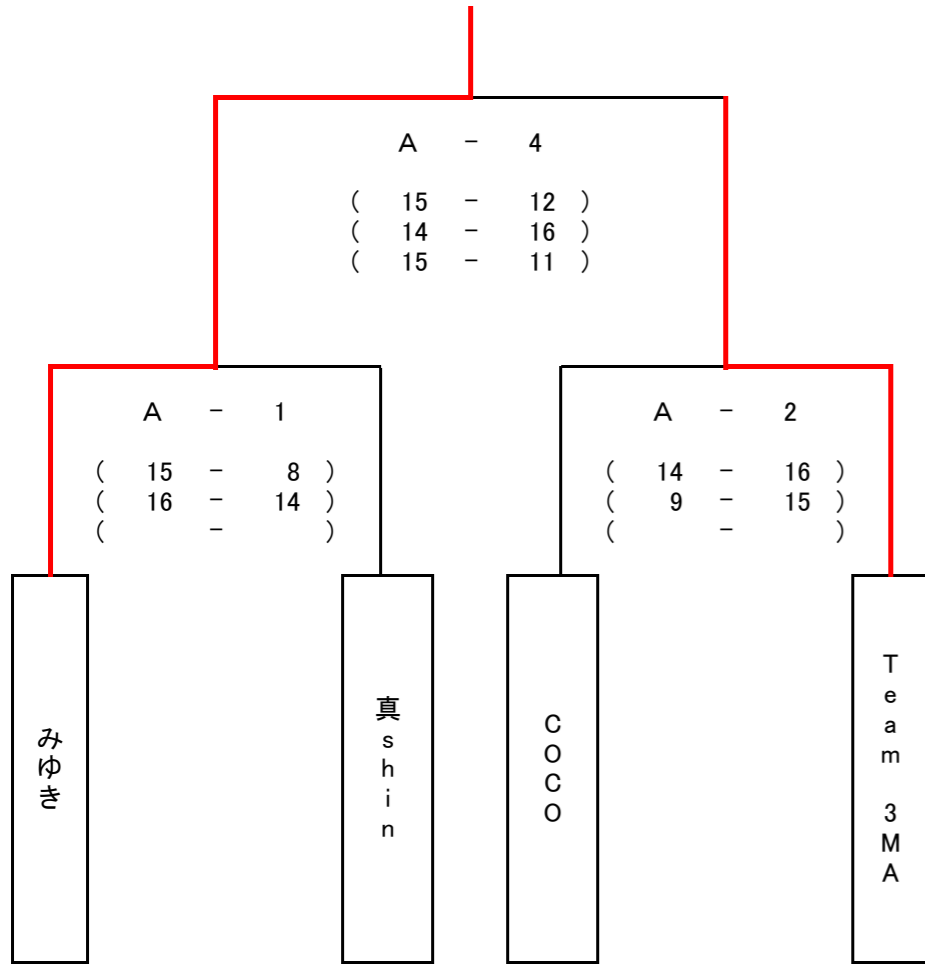 A - 4
( 15 - 12 )
( 14 - 16 )
( 15 - 11 )
A - 1
( 15 - 8 )
( 16 - 14 )
( - )
A - 2
( 14 - 16 )
( 9 - 15 )
( - )
みゆき
真shin
COCO
Team 3MA